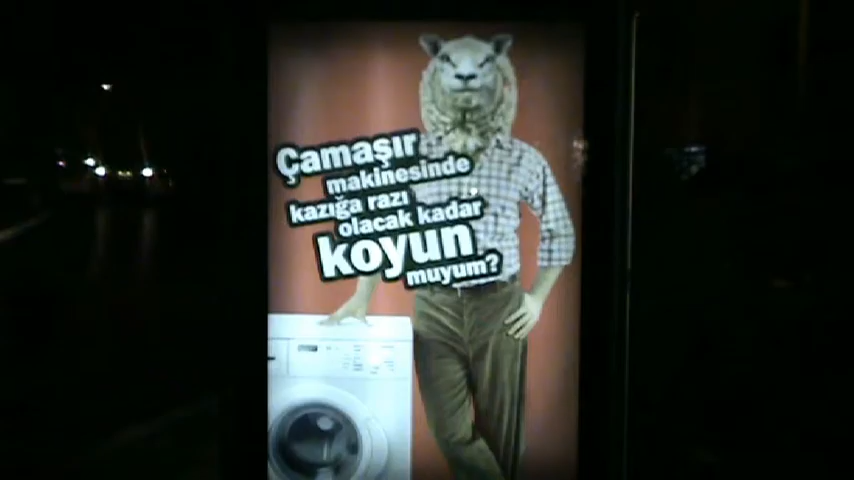 Çamaşır
makinesinde
kazığa razı
olacak kadar
koyun
muyum?